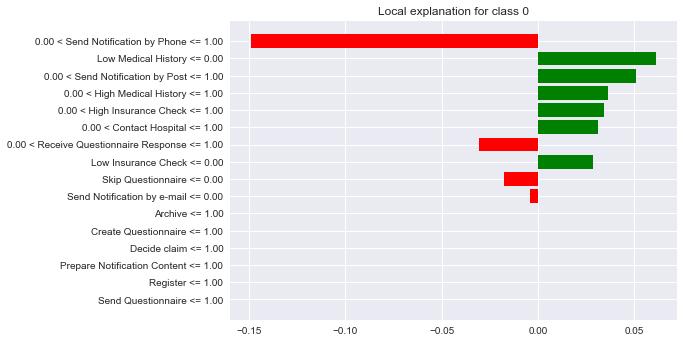 Local explanation for class 0
0.00 < Send Notification by Phone <= 1.00
Low Medical History <= 0.00
0.00 < Send Notification by Post <= 1.00
0.00 < High Medical History <= 1.00
0.00 < High Insurance Check <= 1.00
0.00 < Contact Hospital <= 1.00
0.00 < Receive Questionnaire Response <= 1.00
Low Insurance Check <= 0.00
Skip Questionnaire <= 0.00
Send Notification by e-mail <= 0.00
Archive <= 1.00
Create Questionnaire <= 1.00
Decide claim <= 1.00
Prepare Notification Content <= 1.00
Register <= 1.00
Send Questionnaire <= 1.00
−0.15 −0.10 −0.05 0.00 0.05